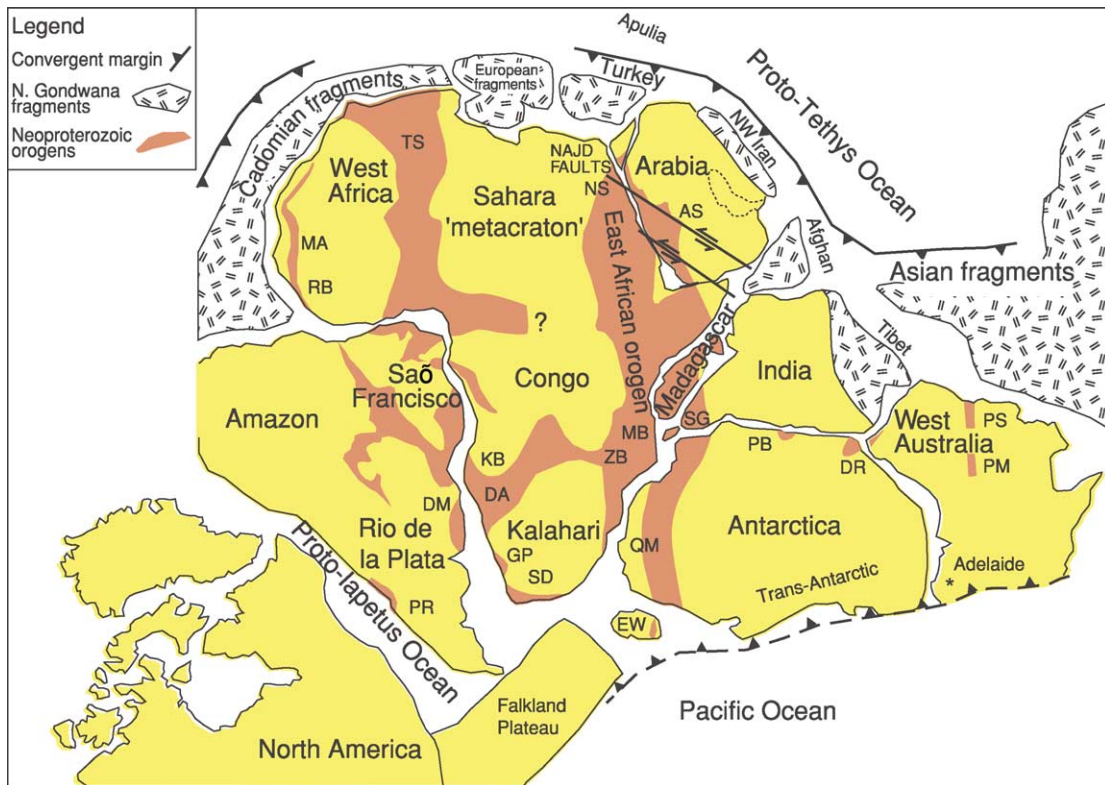 Legend
Convergent margin
N. Gondwana
fragments
Neoproterozoic
orogens
Apulia
Turkey
European
fragments
Cadomian fragments
Proto-Tethys Ocean
NW Iran
TS
West
Africa
NAJD
FAULTS
NS
Arabia
Sahara
'metacraton'
AS
MA
RB
East African orogen
Afghan
Asian fragments
Tibet
?
Madagascar
Saõ
Francisco
Congo
India
Amazon
SG
MB
ZB
KB
PB
DR
West
Australia
PS
PM
DM
DA
Rio de
la Plata
Kalahari
GP
SD
QM
Antarctica
Adelaide
*
Trans-Antarctic
Proto-Iapetus Ocean
PR
EW
Falkland
Plateau
Pacific Ocean
North America